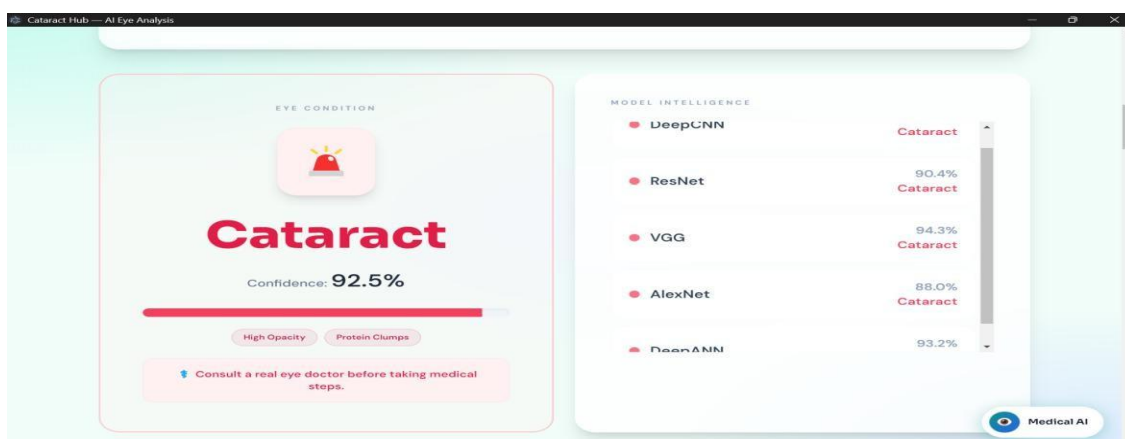 Cataract Hub — AI Eye Analysis
EYE CONDITION
Cataract
Confidence: 92.5%
High Opacity
Protein Clumps
Consult a real eye doctor before taking medical
steps.
MODEL INTELLIGENCE
DeepCNN
Cataract
90.4%
ResNet
Cataract
94.3%
VGG
Cataract
88.0%
AlexNet
Cataract
93.2%
DeepANN
Medical AI